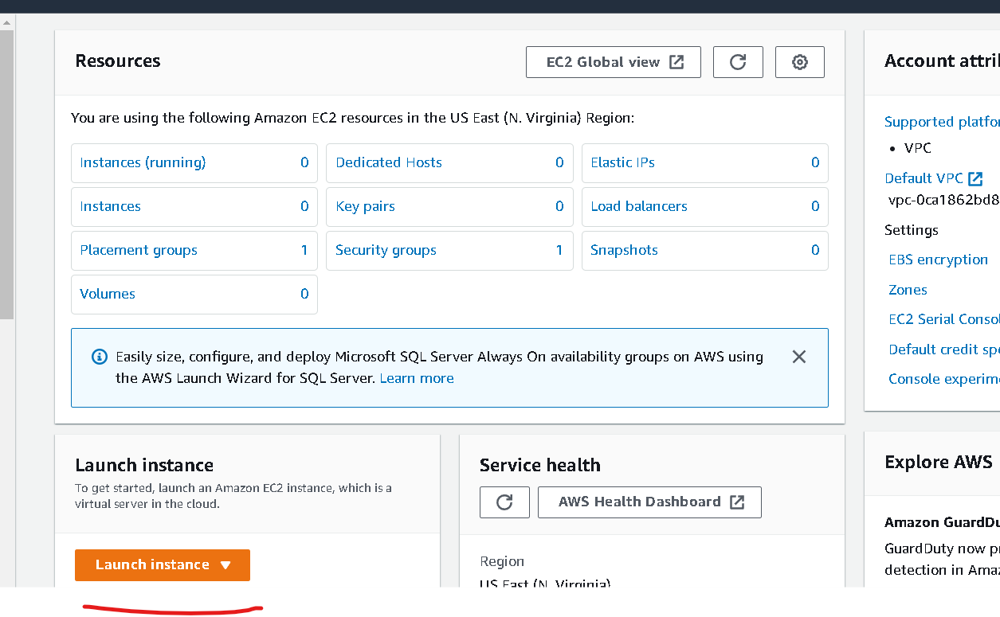 Resources
EC2 Global view
Account attri
You are using the following Amazon EC2 resources in the US East (N. Virginia) Region:
Instances (running) 0
Dedicated Hosts 0
Elastic IPs 0
Instances 0
Key pairs 0
Load balancers 0
Placement groups 1
Security groups 1
Snapshots 0
Volumes 0
Easily size, configure, and deploy Microsoft SQL Server Always On availability groups on AWS using
the AWS Launch Wizard for SQL Server. Learn more
Supported platfo
• VPC
Default VPC
vpc-0ca1862bd8
Settings
EBS encryption
Zones
EC2 Serial Consol
Default credit spe
Console experime
Launch instance
To get started, launch an Amazon EC2 instance, which is a
virtual server in the cloud.
Launch instance
Service health
AWS Health Dashboard
Region
US East (N. Virginia)
Explore AWS
Amazon GuardDu
GuardDuty now pr
detection in Amaz